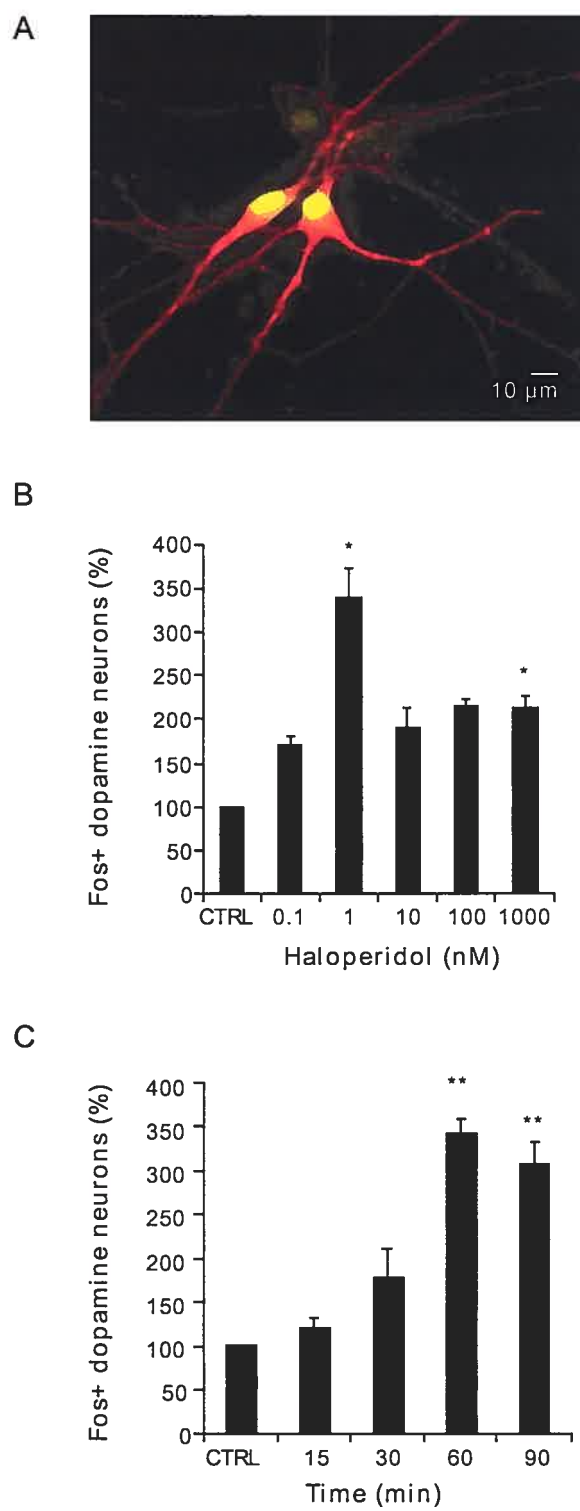 A
10 µm
B
Fos+ dopamine neurons (%)
400
350
300
250
200
150
100
50
0
*
*
CTRL 0.1 1 10 100 1000
Haloperidol (nM)
C
Fos+ dopamine neurons (%)
400
350
300
250
200
150
100
50
0
**
**
CTRL 15 30 60 90
Time (min)